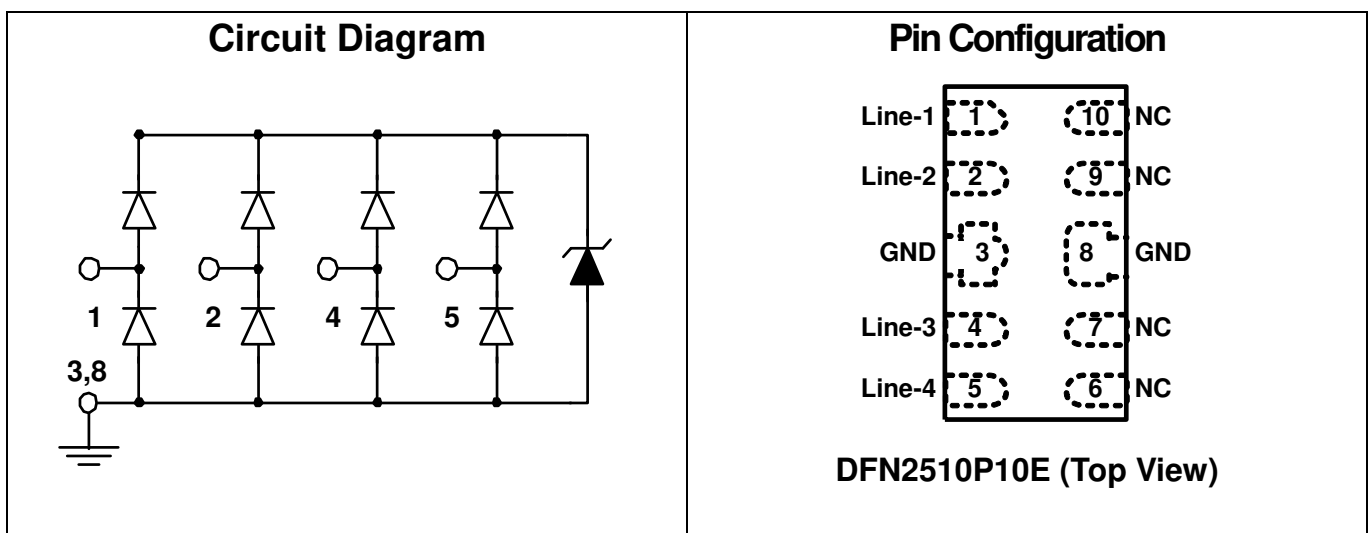 Circuit Diagram
1
2
4
5
3,8
Pin Configuration
Line-1 1 10 NC
Line-2 2 9 NC
GND 3 8 GND
Line-3 4 7 NC
Line-4 5 6 NC
DFN2510P10E (Top View)